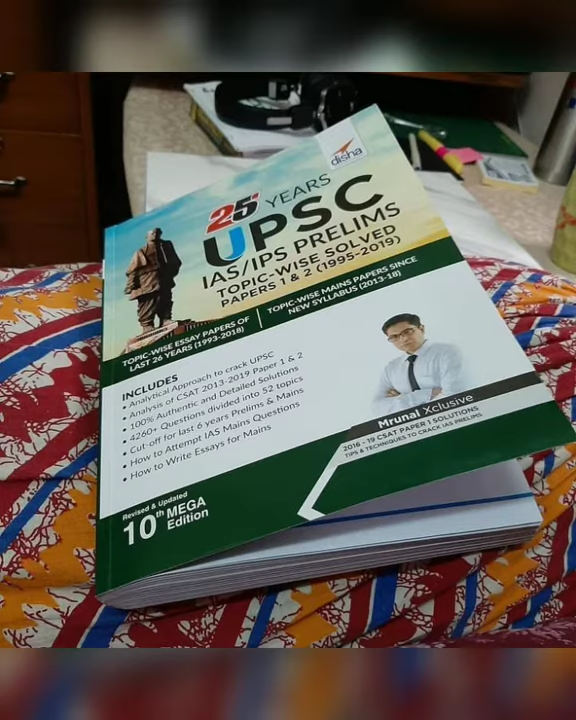 disha
25 YEARS
UPSC
IAS/IPS PRELIMS
TOPIC-WISE SOLVED
PAPERS 1 & 2 (1995-2019)
TOPIC-WISE ESSAY PAPERS OF
LAST 26 YEARS (1993-2018)
TOPIC-WISE MAINS PAPERS SINCE
NEW SYLLABUS (2013-18)
INCLUDES
• Analytical Approach to crack UPSC
• Analysis of CSAT 2013-2019 Paper 1 & 2
• 100% Authentic and Detailed Solutions
• 4260+ Questions divided into 52 topics
• Cut-off for last 6 years Prelims & Mains
• How to Attempt IAS Mains Questions
• How to Write Essays for Mains
Mrunal Xclusive
2016 - 19 CSAT PAPER 1 SOLUTIONS
TIPS & TECHNIQUES TO CRACK IAS PRELIMS
Revised & Updated
10th MEGA
Edition